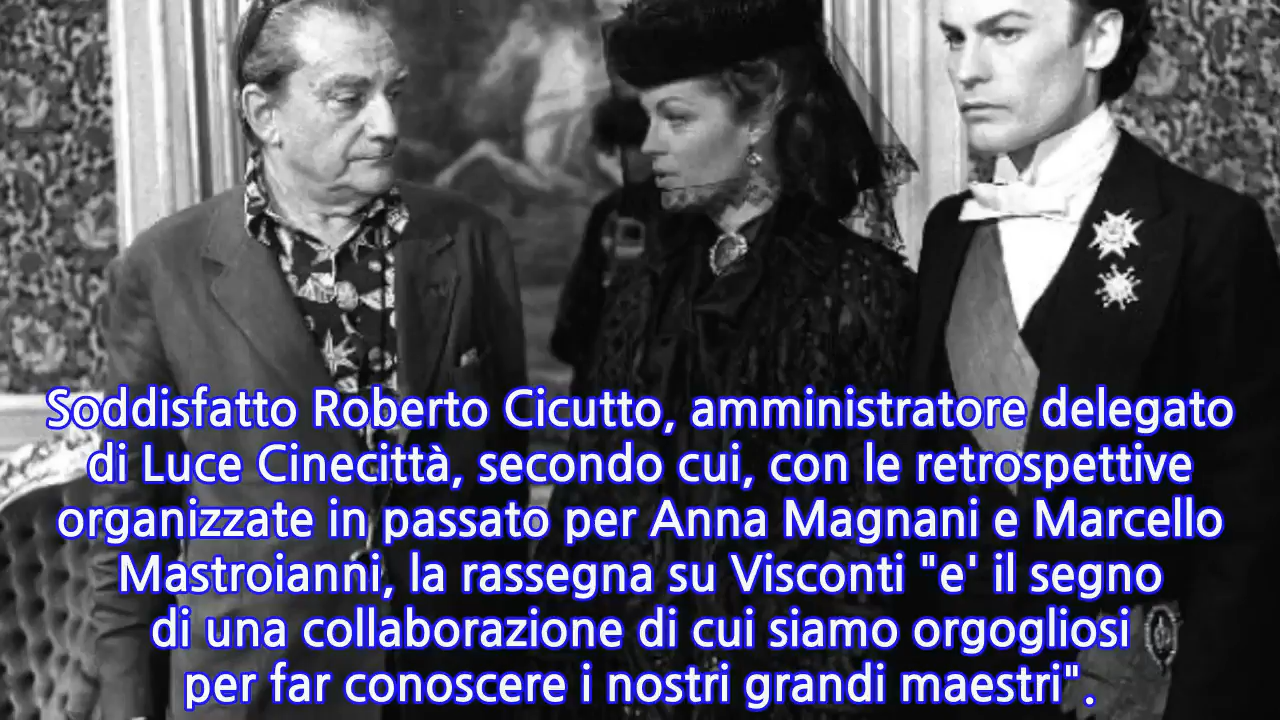 Soddisfatto Roberto Cicutto, amministratore delegato
di Luce Cinecittà, secondo cui, con le retrospettive
organizzate in passato per Anna Magnani e Marcello
Mastroianni, la rassegna su Visconti "e' il segno
di una collaborazione di cui siamo orgogliosi
per far conoscere i nostri grandi maestri".